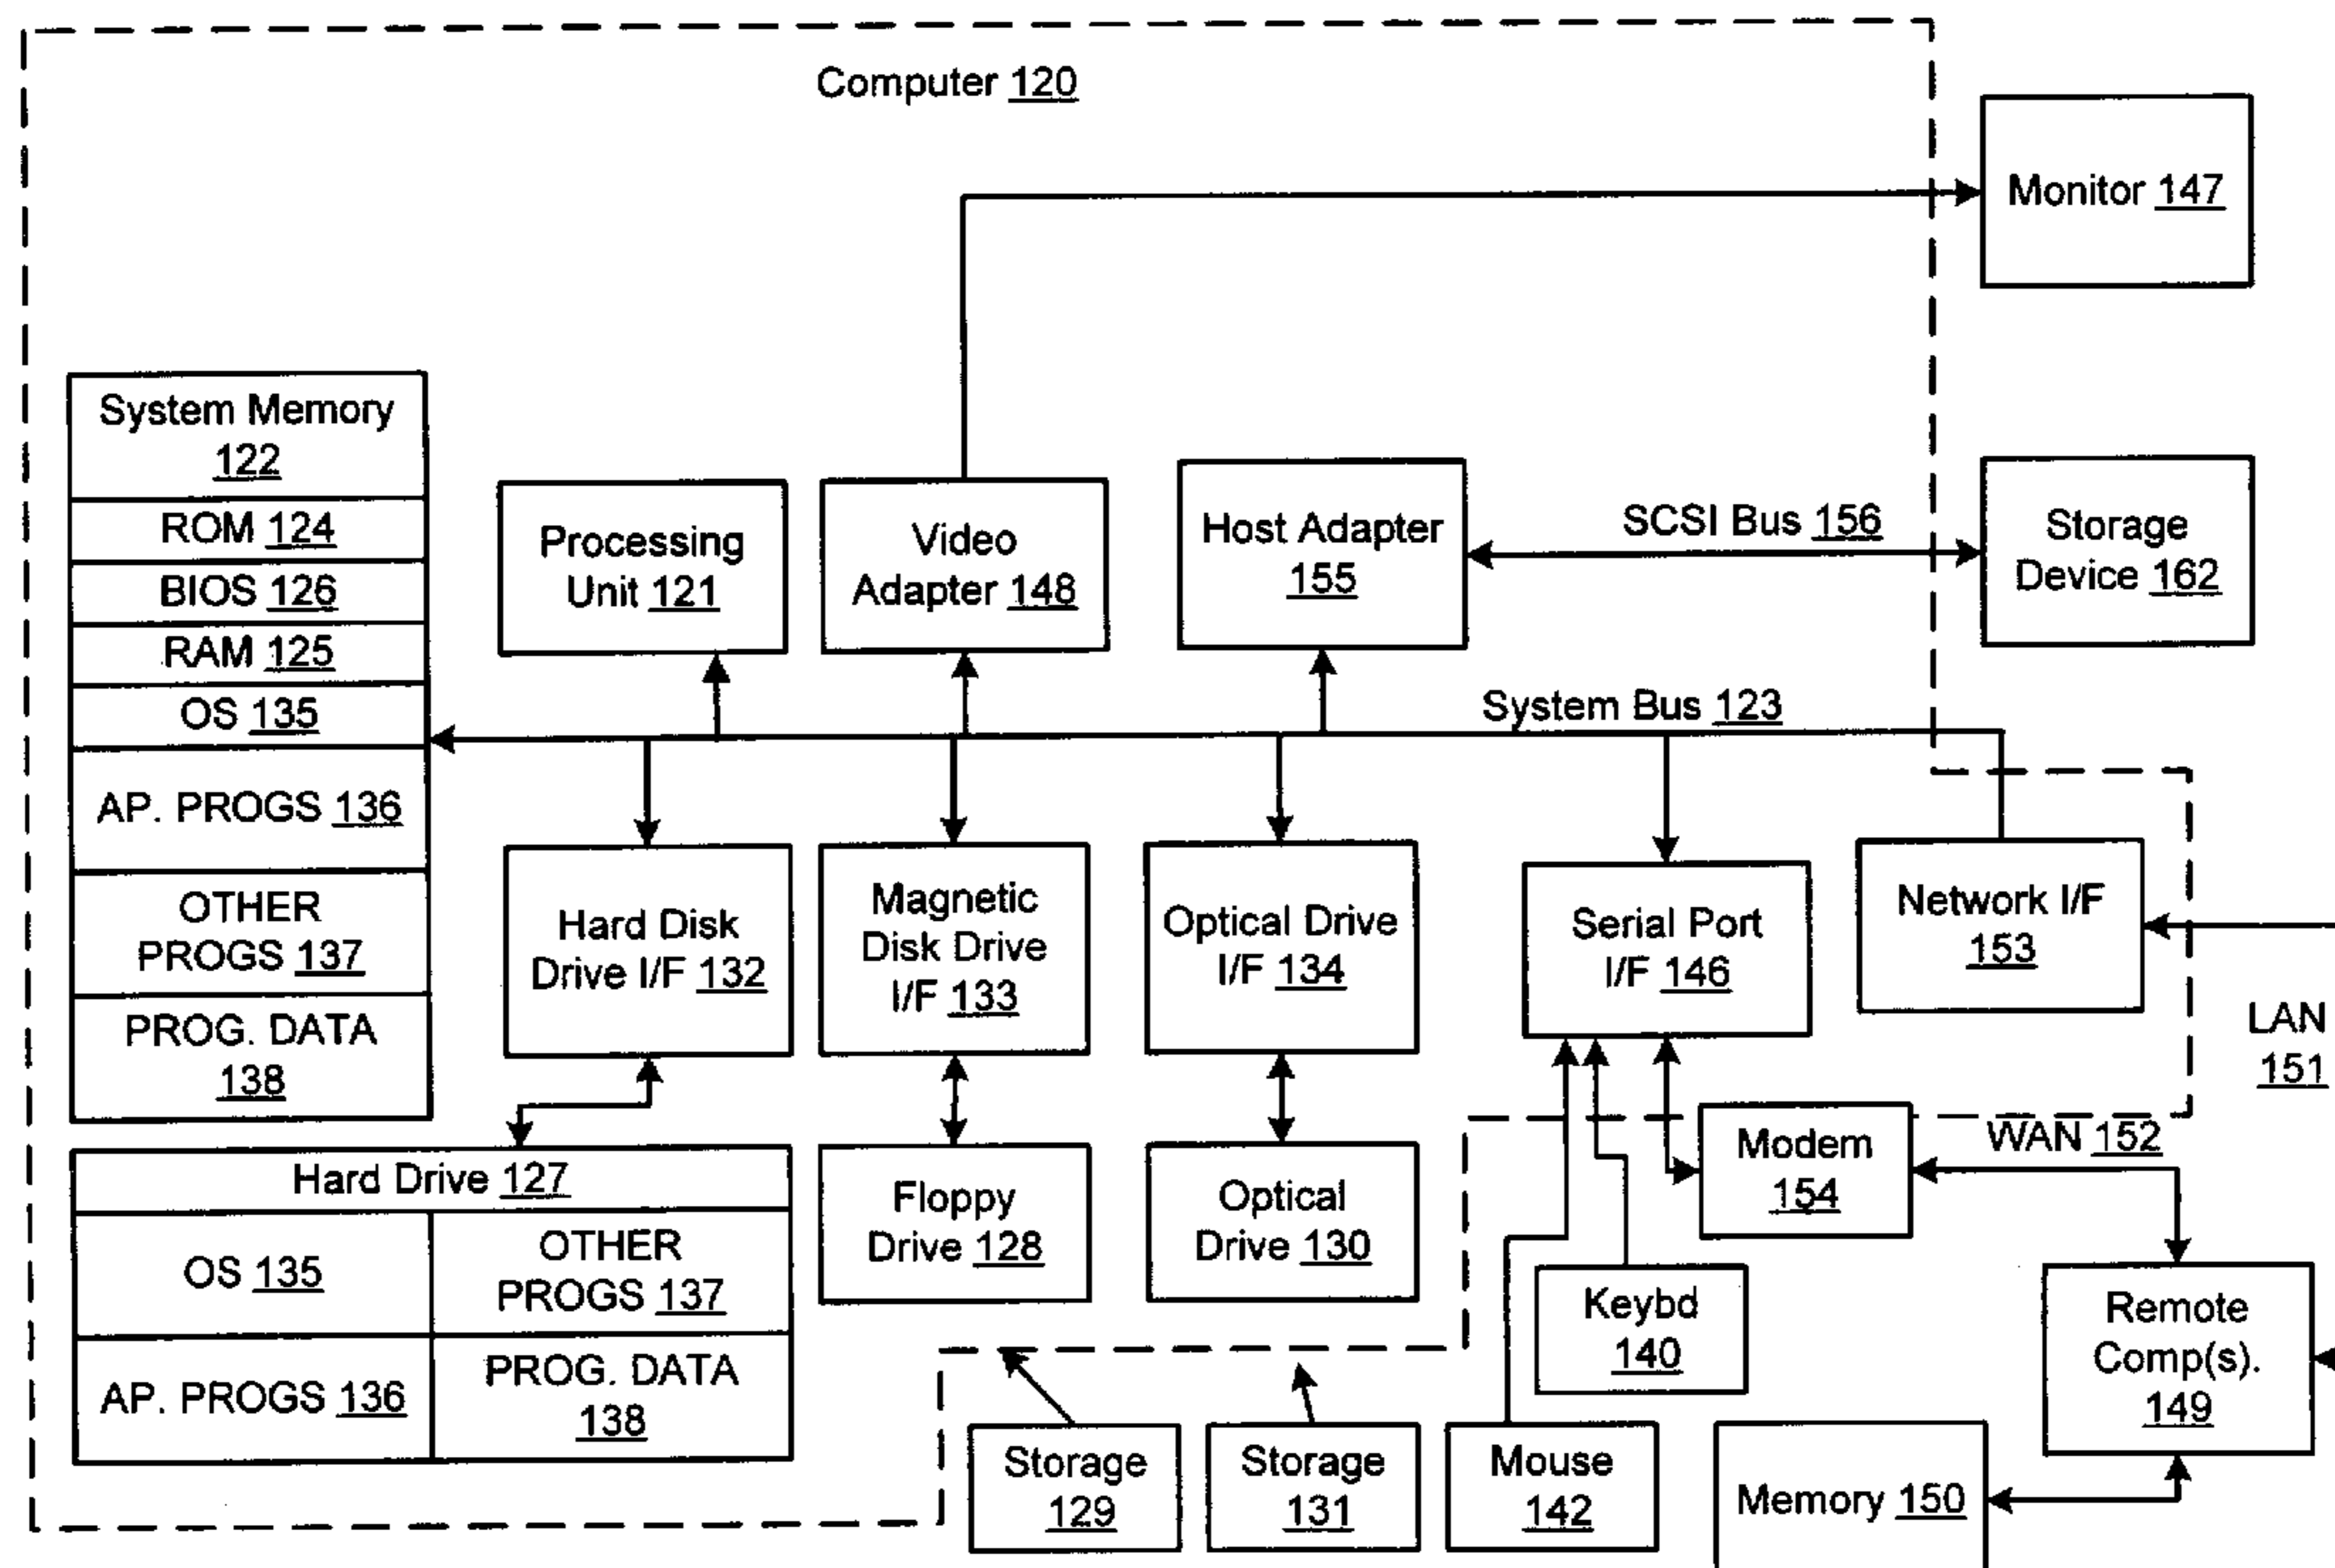 Computer 120
Monitor 147
System Memory
122
ROM 124
BIOS 126
RAM 125
OS 135
AP. PROGS 136
OTHER
PROGS 137
PROG. DATA
138
Processing
Unit 121
Video
Adapter 148
Host Adapter
155
SCSI Bus 156
Storage
Device 162
System Bus 123
Hard Disk
Drive I/F 132
Magnetic
Disk Drive
I/F 133
Optical Drive
I/F 134
Serial Port
I/F 146
Network I/F
153
LAN
151
Hard Drive 127
OS 135
OTHER
PROGS 137
AP. PROGS 136
PROG. DATA
138
Floppy
Drive 128
Optical
Drive 130
Modem
154
WAN 152
Keybd
140
Remote
Comp(s).
149
Storage
129
Storage
131
Mouse
142
Memory 150